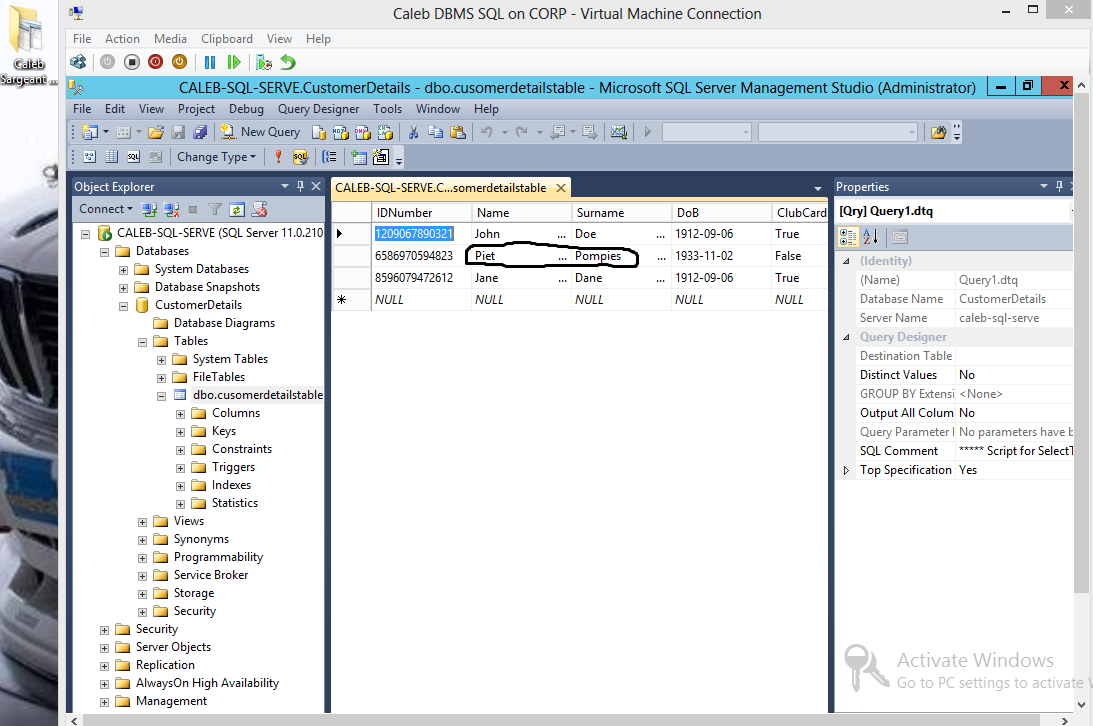 Caleb
Sargeant ...
Caleb DBMS SQL on CORP - Virtual Machine Connection
File Action Media Clipboard View Help
CALEB-SQL-SERVE.CustomerDetails - dbo.cusomerdetailstable - Microsoft SQL Server Management Studio (Administrator)
File Edit View Project Debug Query Designer Tools Window Help
New Query
Change Type
Object Explorer
Connect
CALEB-SQL-SERVE (SQL Server 11.0.210
Databases
System Databases
Database Snapshots
CustomerDetails
Database Diagrams
Tables
System Tables
FileTables
dbo.cusomerdetailstable
Columns
Keys
Constraints
Triggers
Indexes
Statistics
Views
Synonyms
Programmability
Service Broker
Storage
Security
Security
Server Objects
Replication
AlwaysOn High Availability
Management
CALEB-SQL-SERVE.C...somerdetailstable
IDNumber Name Surname DoB ClubCard
1209067890321 John ... Doe ... 1912-09-06 True
6586970594823 Piet ... Pompies ... 1933-11-02 False
8596079472612 Jane ... Dane ... 1912-09-06 True
NULL NULL NULL NULL NULL
Properties
[Qry] Query1.dtq
(Identity)
(Name) Query1.dtq
Database Name CustomerDetails
Server Name caleb-sql-serve
Query Designer
Destination Table
Distinct Values No
GROUP BY Extensi <None>
Output All Colum No
Query Parameter No parameters have b
SQL Comment ***** Script for SelectT
Top Specification Yes
Activate Windows
Go to PC settings to activate W